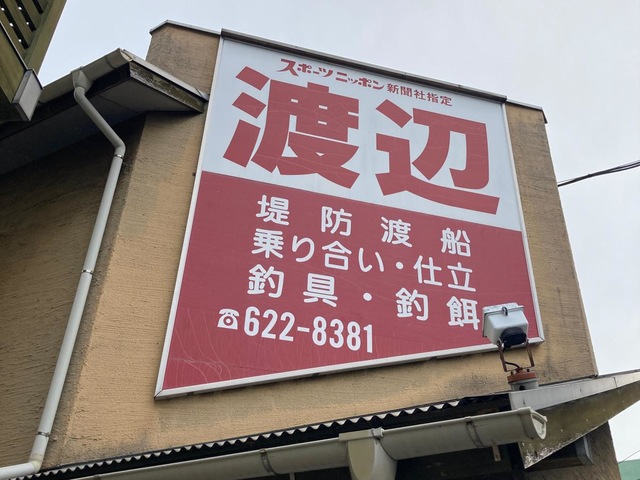 スポーツニッポン新聞社指定
渡辺
堤防渡船
乗り合い・仕立
釣具・釣餌
☎622-8381